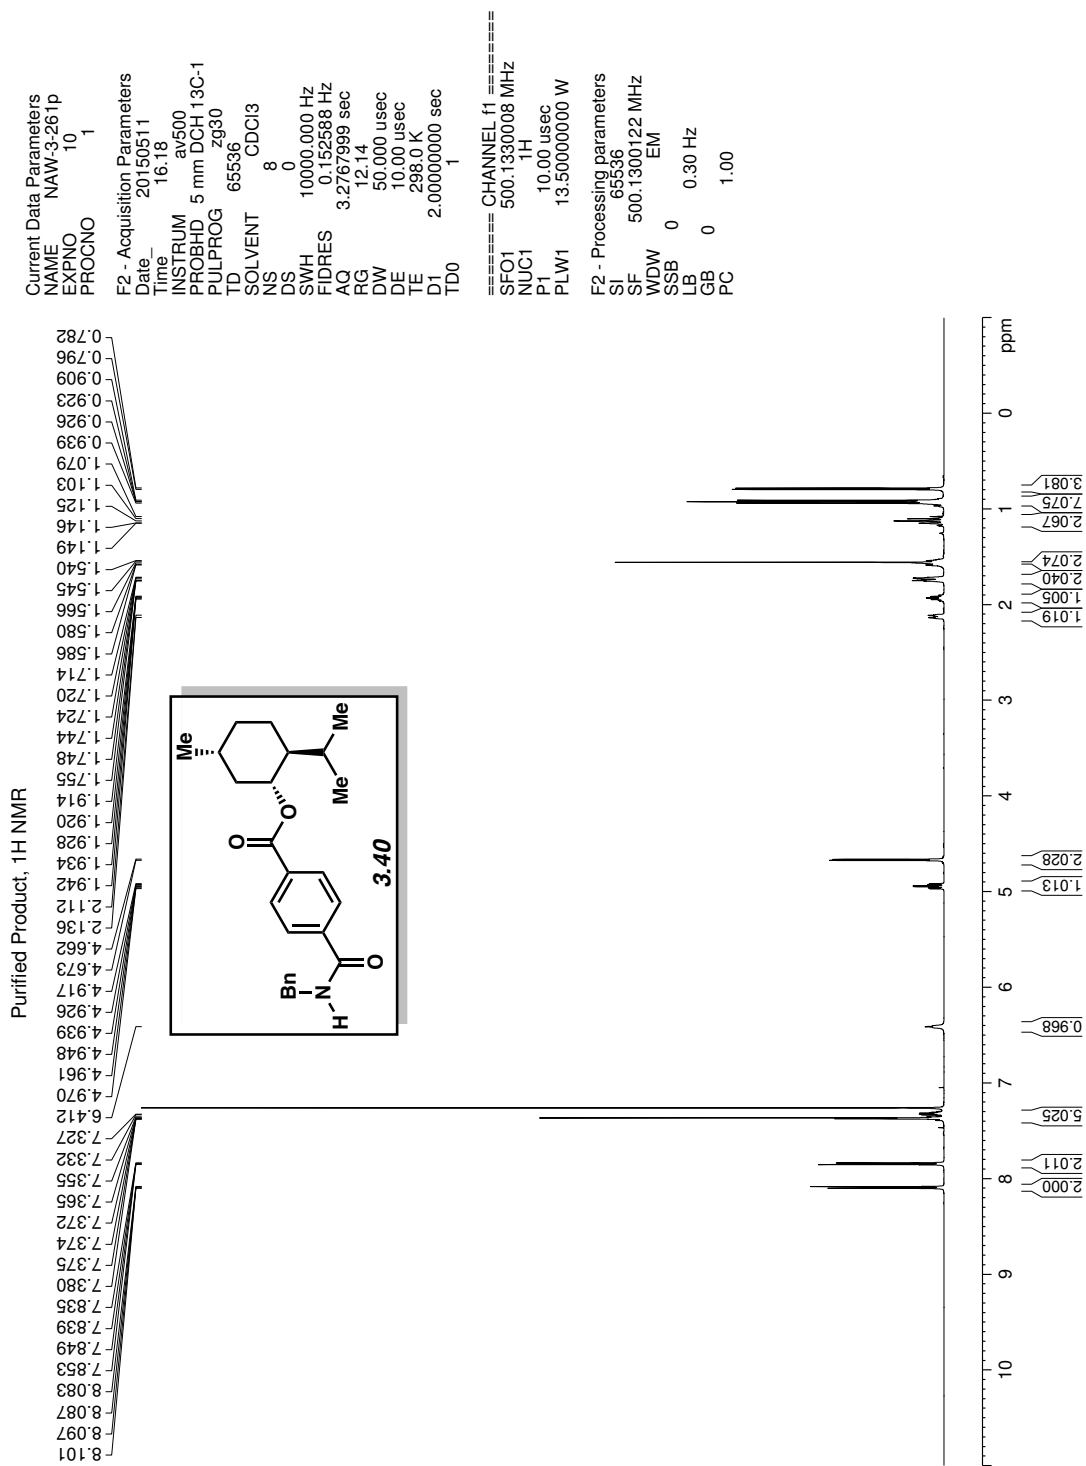 Purified Product, 1H NMR
8.101
8.097
8.087
8.083
7.853
7.849
7.839
7.835
7.380
7.375
7.374
7.372
7.365
7.355
7.332
7.327
6.412
4.970
4.961
4.948
4.939
4.926
4.917
4.673
4.662
2.136
2.112
1.942
1.934
1.928
1.920
1.914
1.755
1.748
1.744
1.724
1.720
1.714
1.586
1.580
1.566
1.545
1.540
1.149
1.146
1.125
1.103
1.079
0.939
0.926
0.923
0.909
0.796
0.782
Current Data Parameters
NAME NAW-3-261p
EXPNO 10
PROCNO 1
F2 - Acquisition Parameters
Date_ 20150511
Time 16.18
INSTRUM av500
PROBHD 5 mm DCH 13C-1
PULPROG zg30
TD 65536
SOLVENT CDCl3
NS 8
DS 0
SWH 10000.000 Hz
FIDRES 0.152588 Hz
AQ 3.2767999 sec
RG 12.14
DW 50.000 usec
DE 10.00 usec
TE 298.0 K
D1 2.00000000 sec
TD0 1
======== CHANNEL f1 ========
SFO1 500.1330008 MHz
NUC1 1H
P1 10.00 usec
PLW1 13.50000000 W
F2 - Processing parameters
SI 65536
SF 500.1300122 MHz
WDW EM
SSB 0
LB 0.30 Hz
GB 0
PC 1.00
Me
O
Bn
O
N
H
O
Me
Me
3.40
10 9 8 7 6 5 4 3 2 1 0 ppm
2.000
2.011
5.025
0.968
1.013
2.028
1.019
1.005
2.040
2.074
2.067
7.075
3.081